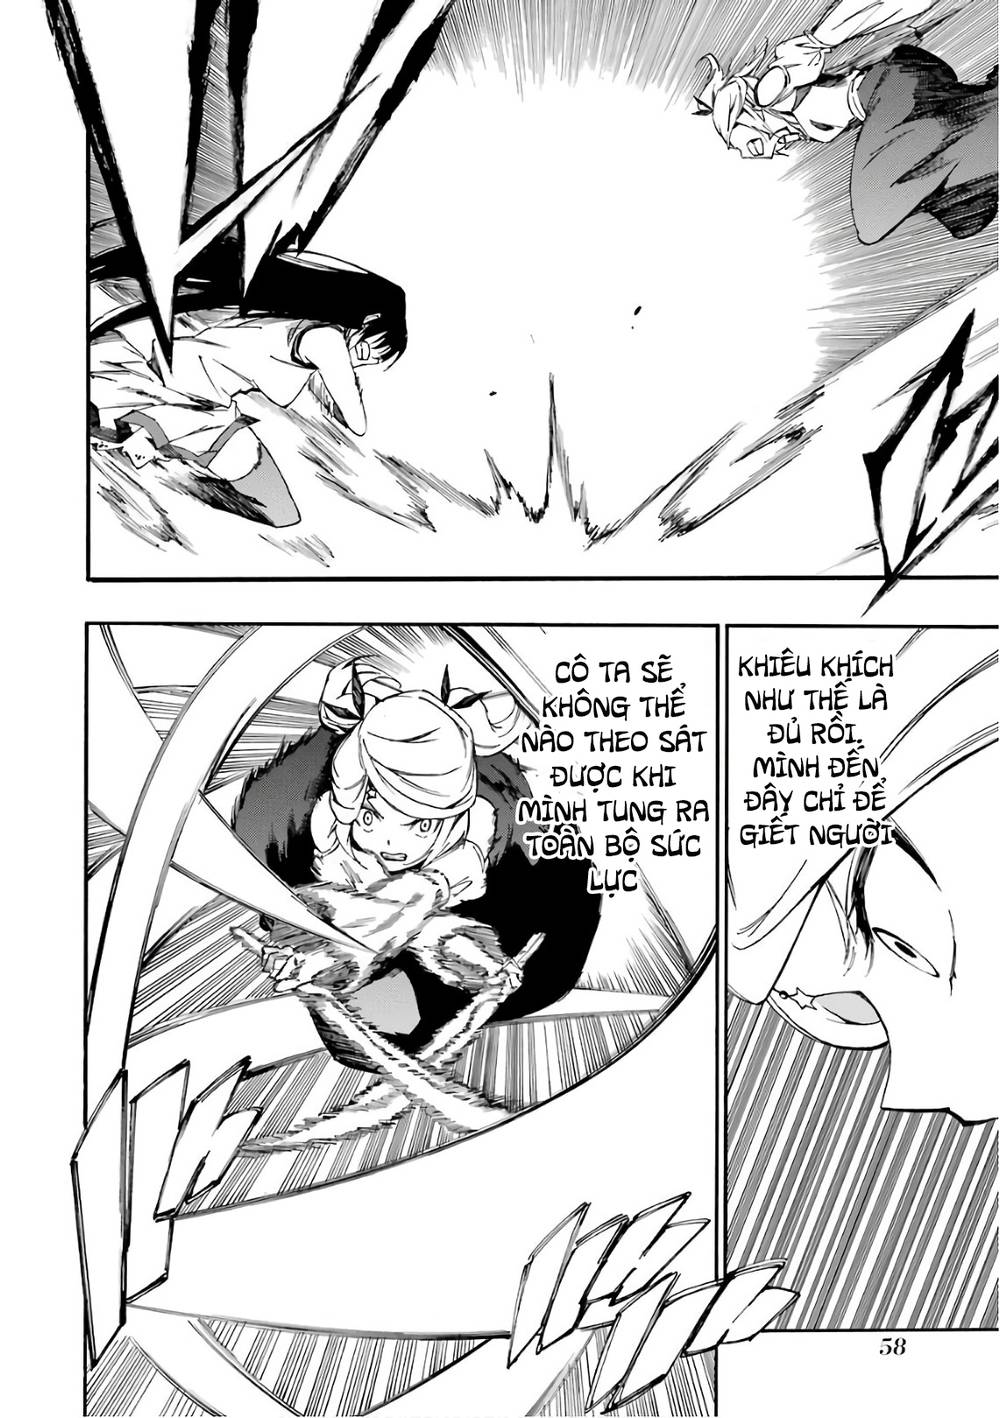 KHIÊU KHÍCH
NHƯ THẾ LÀ
ĐỦ RỒI.
MÌNH ĐẾN
ĐÂY CHỈ ĐỂ
GIẾT NGƯỜI
CÔ TA SẼ
KHÔNG THỂ
NÀO THEO SÁT
ĐƯỢC KHI
MÌNH TUNG RA
TOÀN BỘ SỨC
LỰC
58